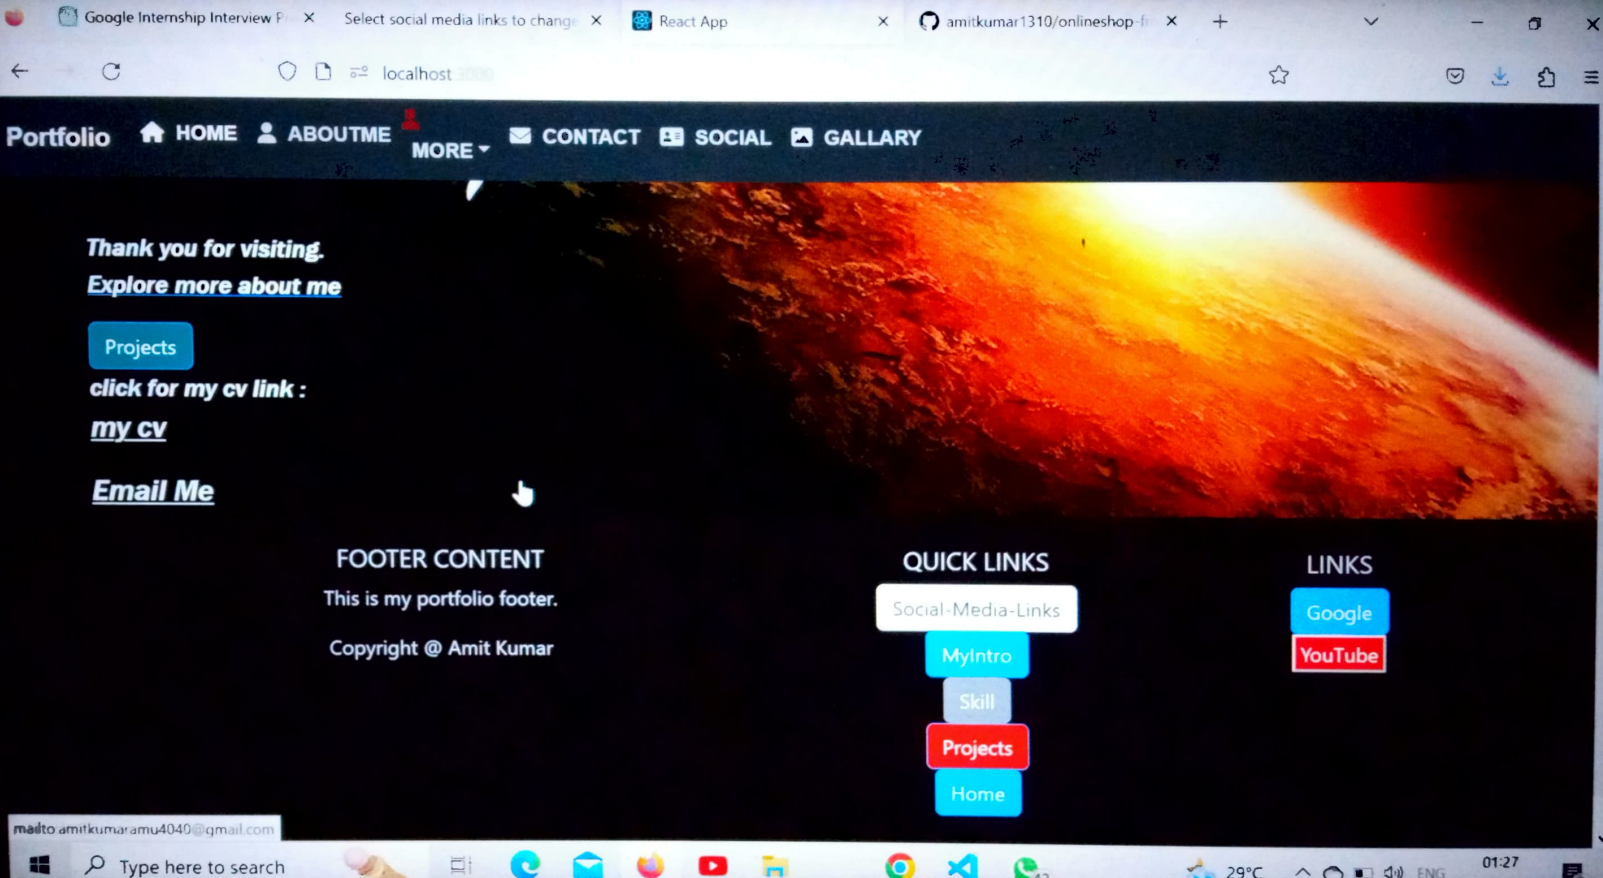 Google Internship Interview P
Select social media links to change
React App
amitkumar1310/onlineshop-fr
localhost:3000
Portfolio
HOME
ABOUTME
MORE
CONTACT
SOCIAL
GALLARY
Thank you for visiting.
Explore more about me
Projects
click for my cv link :
my cv
Email Me
FOOTER CONTENT
This is my portfolio footer.
Copyright @ Amit Kumar
QUICK LINKS
Social-Media-Links
MyIntro
Skill
Projects
Home
LINKS
Google
YouTube
mailto:amitkumaramu4040@gmail.com
Type here to search
29°C
ENG
01:27